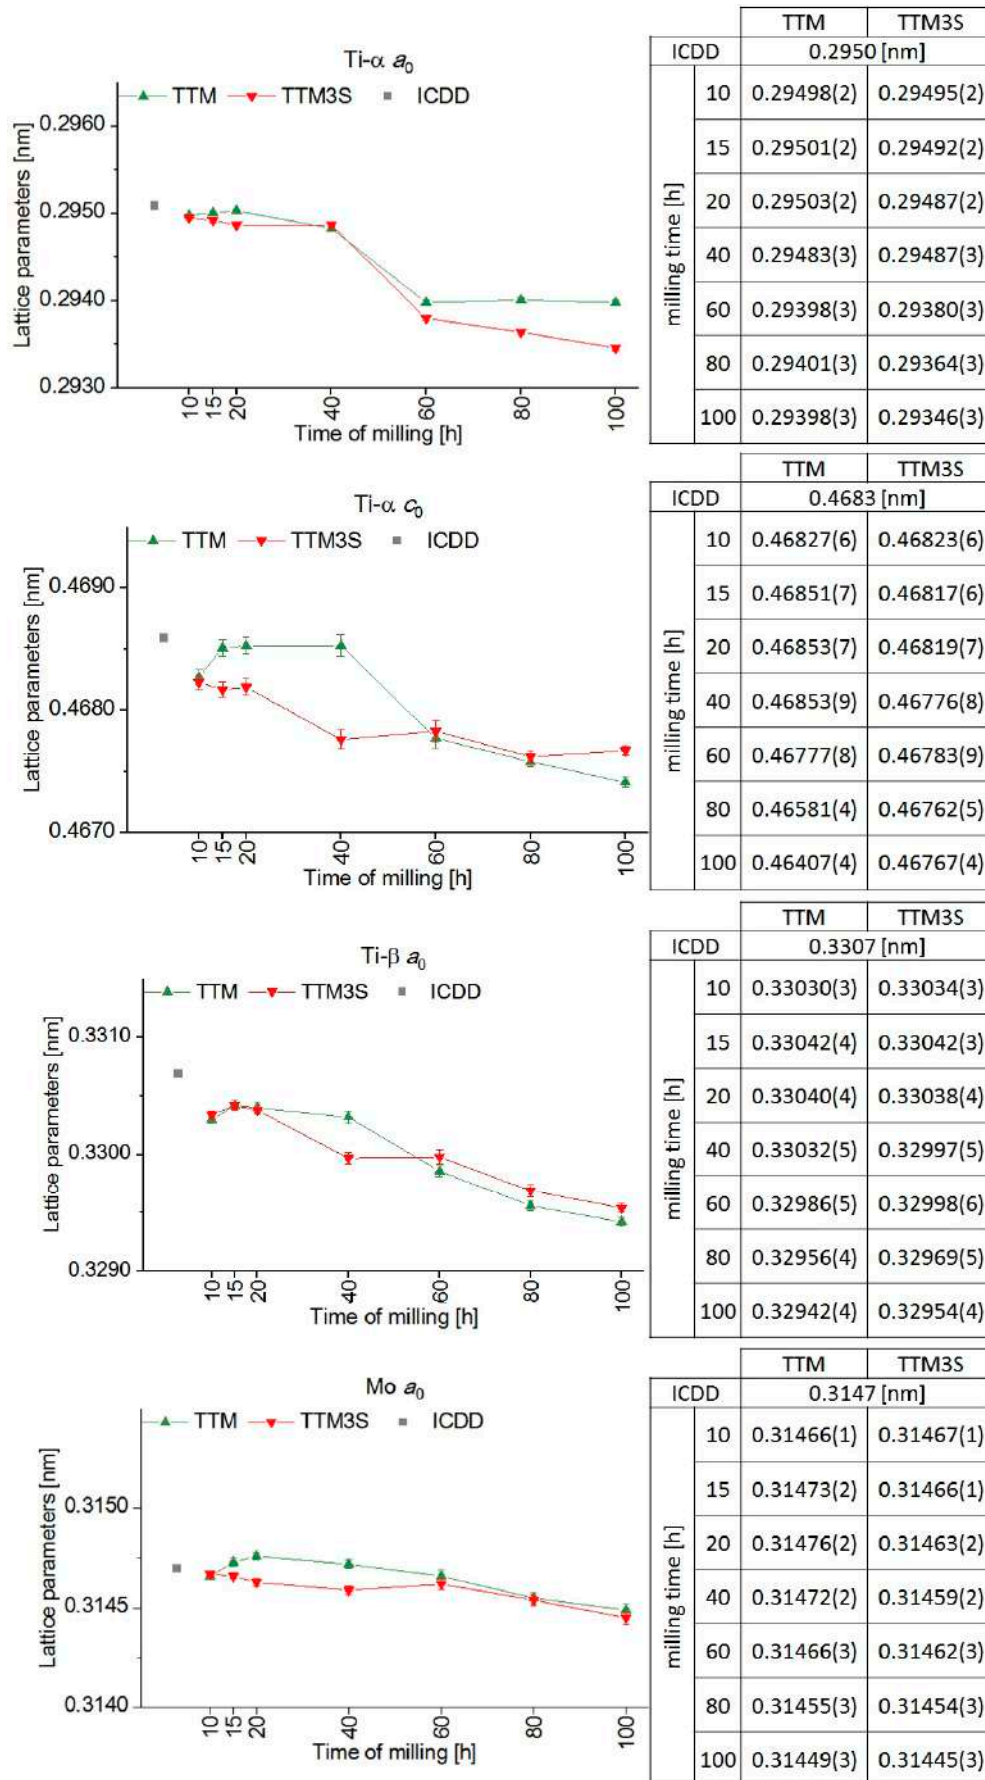 Ti-α a0
TTM TTM3S ICDD
Lattice parameters [nm]
0.2960
0.2950
0.2940
0.2930
10 15 20 40 60 80 100
Time of milling [h]
TTM TTM3S
ICDD 0.2950 [nm]
milling time [h]
10 0.29498(2) 0.29495(2)
15 0.29501(2) 0.29492(2)
20 0.29503(2) 0.29487(2)
40 0.29483(3) 0.29487(3)
60 0.29398(3) 0.29380(3)
80 0.29401(3) 0.29364(3)
100 0.29398(3) 0.29346(3)
Ti-α c0
TTM TTM3S ICDD
Lattice parameters [nm]
0.4690
0.4680
0.4670
10 15 20 40 60 80 100
Time of milling [h]
TTM TTM3S
ICDD 0.4683 [nm]
milling time [h]
10 0.46827(6) 0.46823(6)
15 0.46851(7) 0.46817(6)
20 0.46853(7) 0.46819(7)
40 0.46853(9) 0.46776(8)
60 0.46777(8) 0.46783(9)
80 0.46581(4) 0.46762(5)
100 0.46407(4) 0.46767(4)
Ti-β a0
TTM TTM3S ICDD
Lattice parameters [nm]
0.3310
0.3300
0.3290
10 15 20 40 60 80 100
Time of milling [h]
TTM TTM3S
ICDD 0.3307 [nm]
milling time [h]
10 0.33030(3) 0.33034(3)
15 0.33042(4) 0.33042(3)
20 0.33040(4) 0.33038(4)
40 0.33032(5) 0.32997(5)
60 0.32986(5) 0.32998(6)
80 0.32956(4) 0.32969(5)
100 0.32942(4) 0.32954(4)
Mo a0
TTM TTM3S ICDD
Lattice parameters [nm]
0.3150
0.3145
0.3140
10 15 20 40 60 80 100
Time of milling [h]
TTM TTM3S
ICDD 0.3147 [nm]
milling time [h]
10 0.31466(1) 0.31467(1)
15 0.31473(2) 0.31466(1)
20 0.31476(2) 0.31463(2)
40 0.31472(2) 0.31459(2)
60 0.31466(3) 0.31462(3)
80 0.31455(3) 0.31454(3)
100 0.31449(3) 0.31445(3)